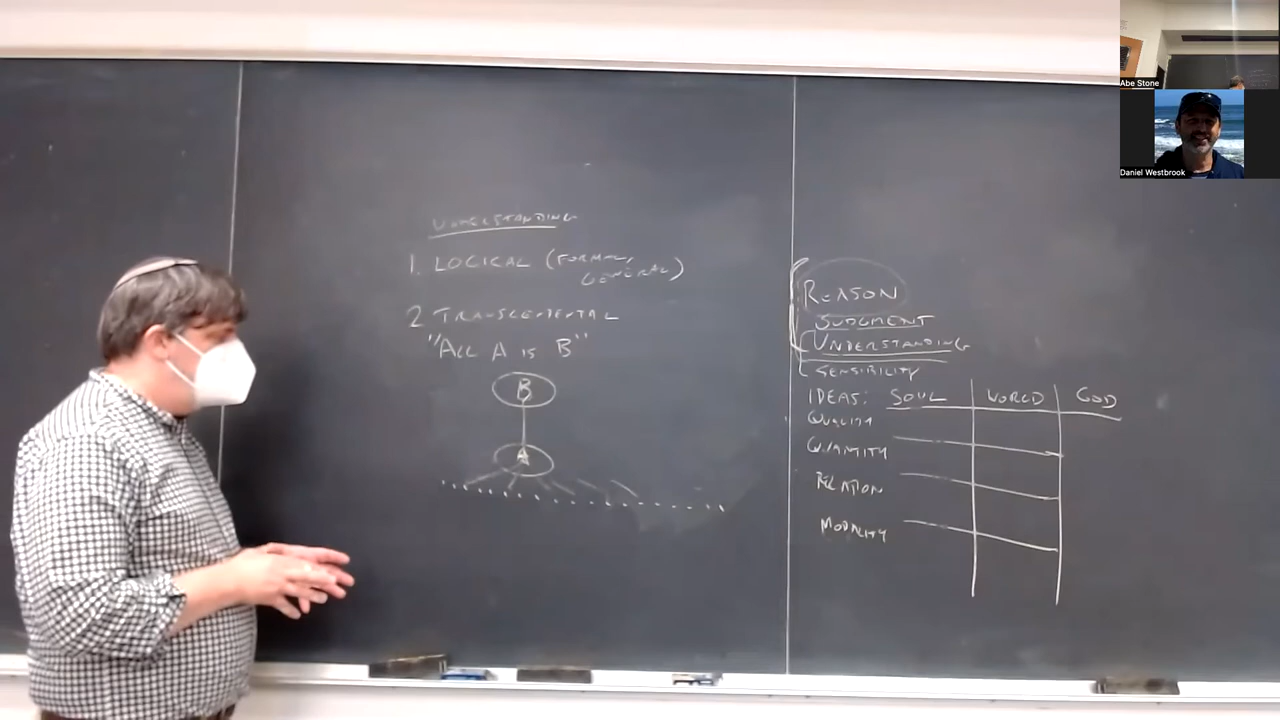 UNDERSTANDING
1. LOGICAL (FORMAL,
GENERAL)
2 TRANSCENDENTAL
"ALL A IS B"
B
A
REASON
JUDGMENT
UNDERSTANDING
SENSIBILITY
IDEAS: SOUL WORLD GOD
QUALITY
QUANTITY
RELATION
MODALITY
Abe Stone
Daniel Westbrook